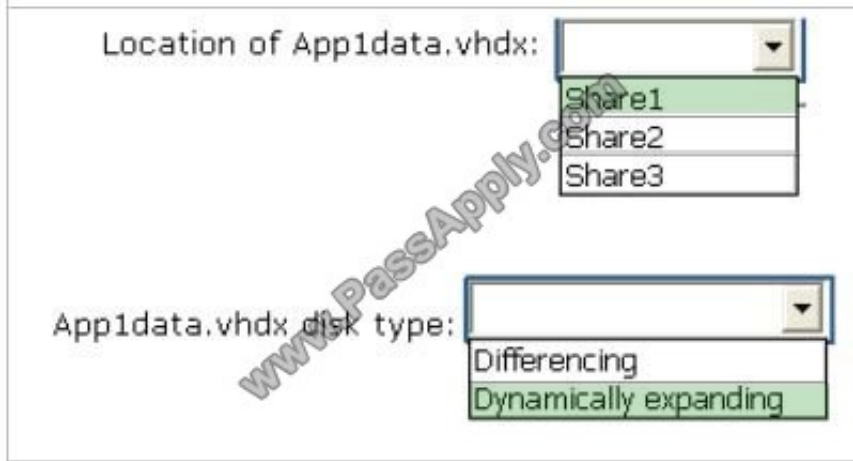 Location of App1data.vhdx:
Share1
Share2
Share3
www.PassApply.com
App1data.vhdx disk type:
Differencing
Dynamically expanding